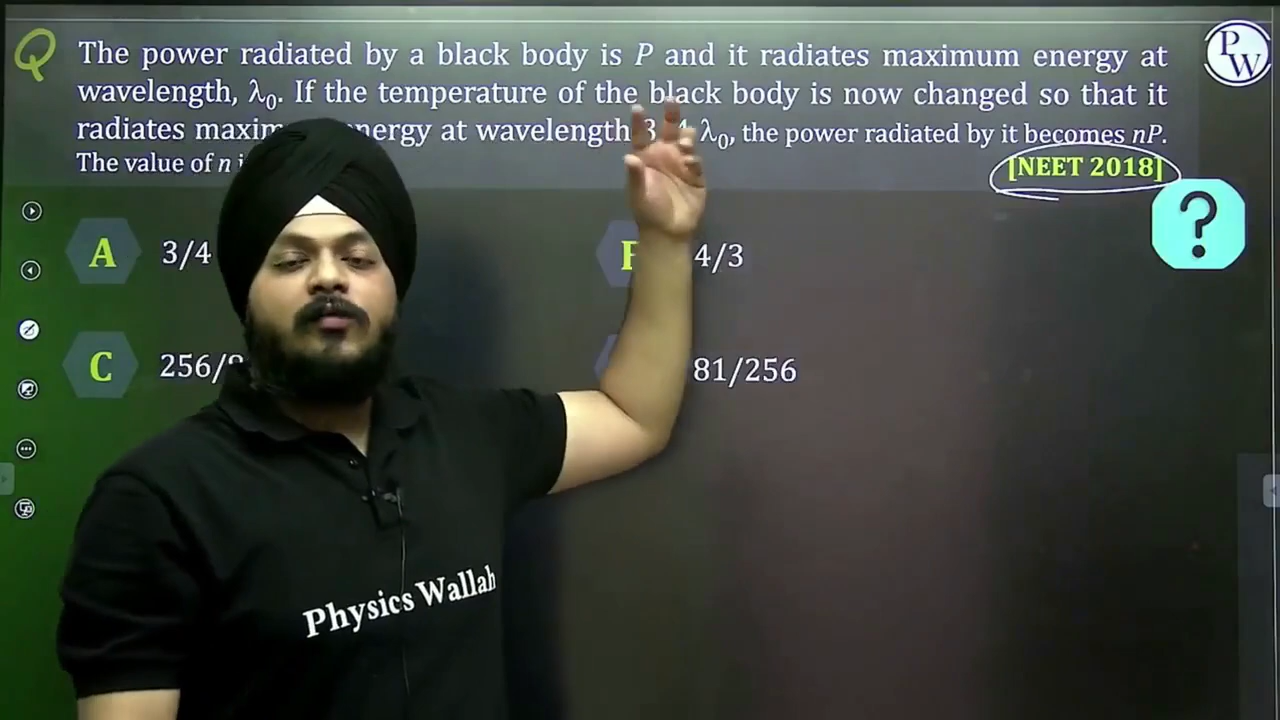 Q The power radiated by a black body is P and it radiates maximum energy at
wavelength, λ₀. If the temperature of the black body is now changed so that it
radiates energy at wavelength λ₀, the power radiated by it becomes nP.
The value of n
[NEET 2018]
P
W
?
A 3/4
4/3
C 256/
81/256
Physics Wallah